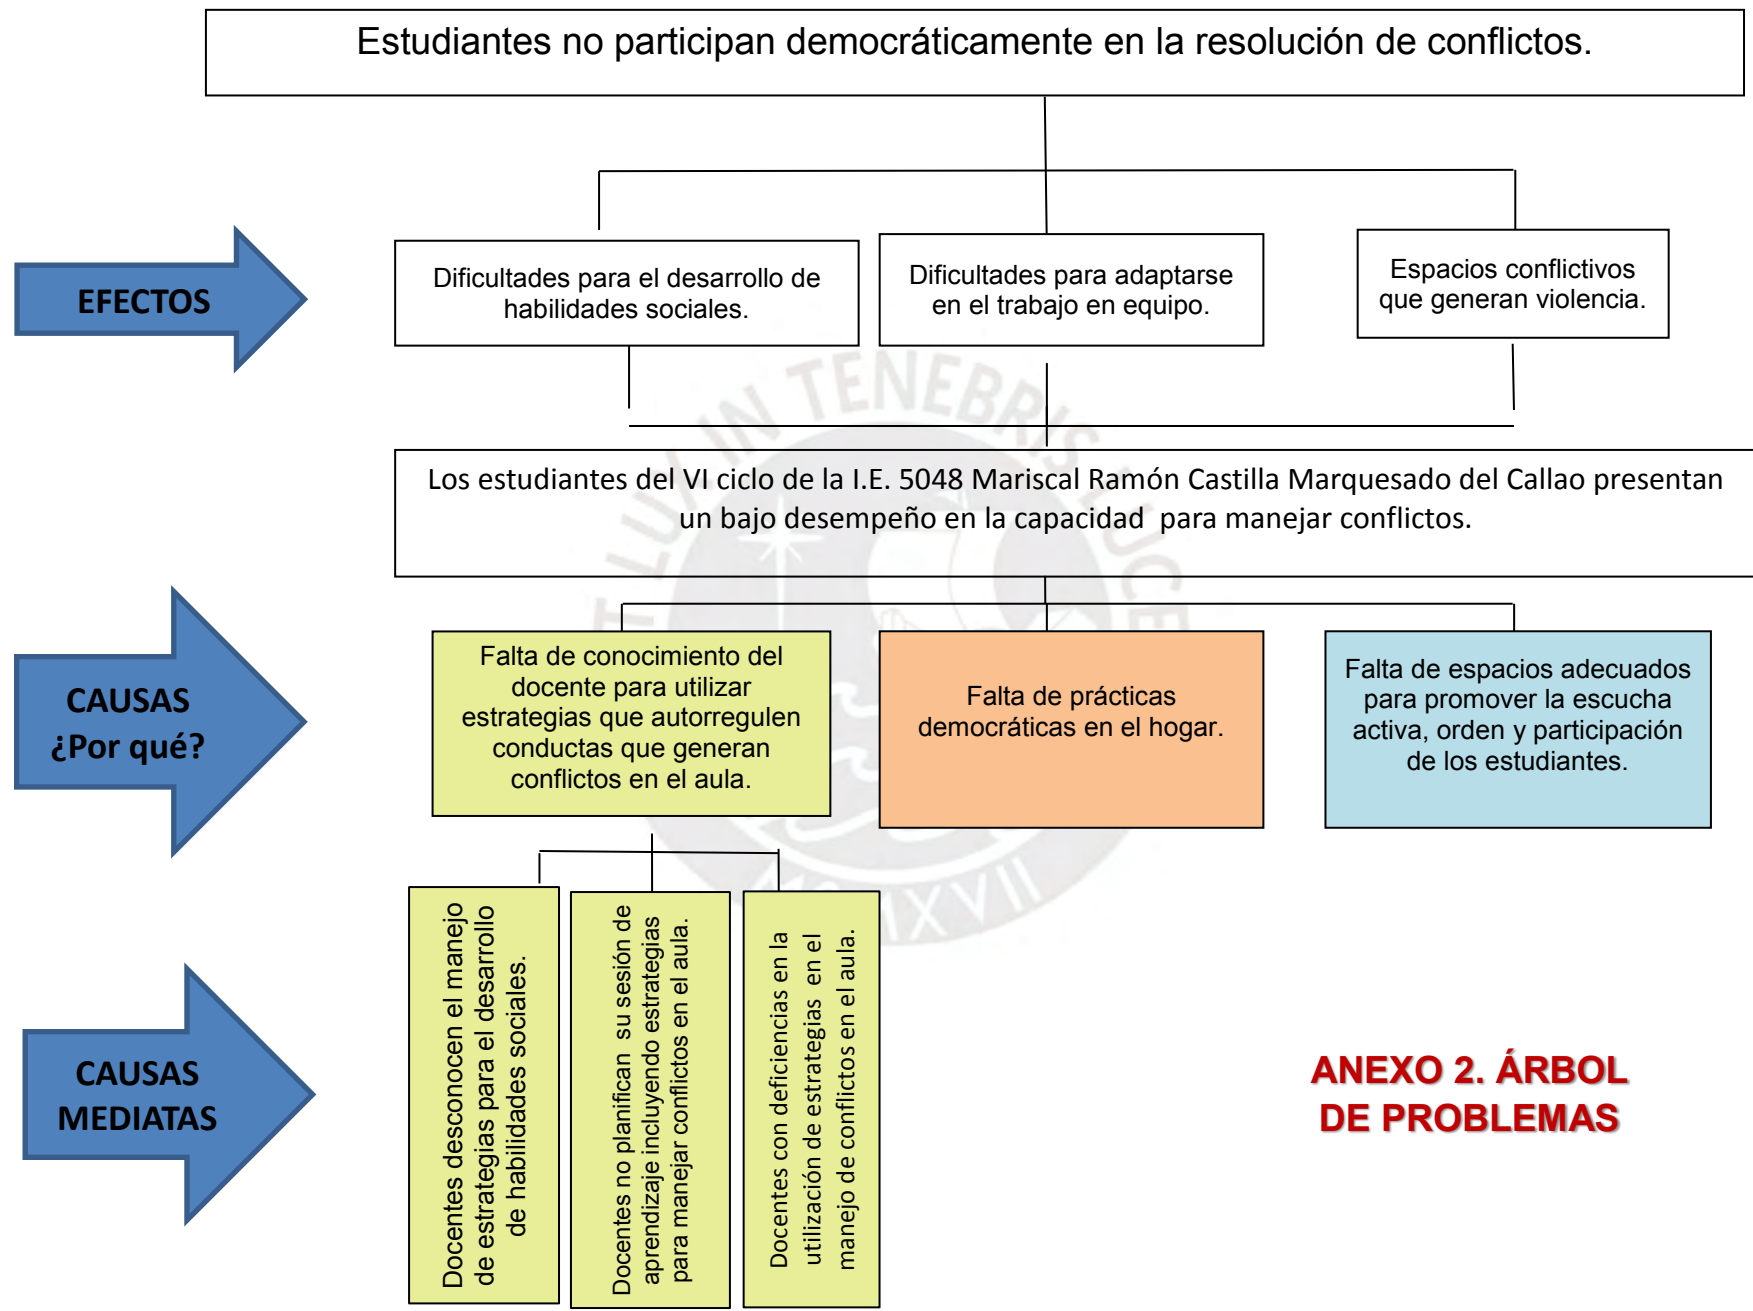 Estudiantes no participan democráticamente en la resolución de conflictos.
EFECTOS
Dificultades para el desarrollo de
habilidades sociales.
Dificultades para adaptarse
en el trabajo en equipo.
Espacios conflictivos
que generan violencia.
ET LUX IN TENEBRIS LUCET
Los estudiantes del VI ciclo de la I.E. 5048 Mariscal Ramón Castilla Marquesado del Callao presentan
un bajo desempeño en la capacidad para manejar conflictos.
CAUSAS
¿Por qué?
Falta de conocimiento del
docente para utilizar
estrategias que autorregulen
conductas que generan
conflictos en el aula.
Falta de prácticas
democráticas en el hogar.
Falta de espacios adecuados
para promover la escucha
activa, orden y participación
de los estudiantes.
CAUSAS
MEDIATAS
Docentes desconocen el manejo
de estrategias para el desarrollo
de habilidades sociales.
Docentes no planifican su sesión de
aprendizaje incluyendo estrategias
para manejar conflictos en el aula.
Docentes con deficiencias en la
utilización de estrategias en el
manejo de conflictos en el aula.
ANEXO 2. ÁRBOL
DE PROBLEMAS